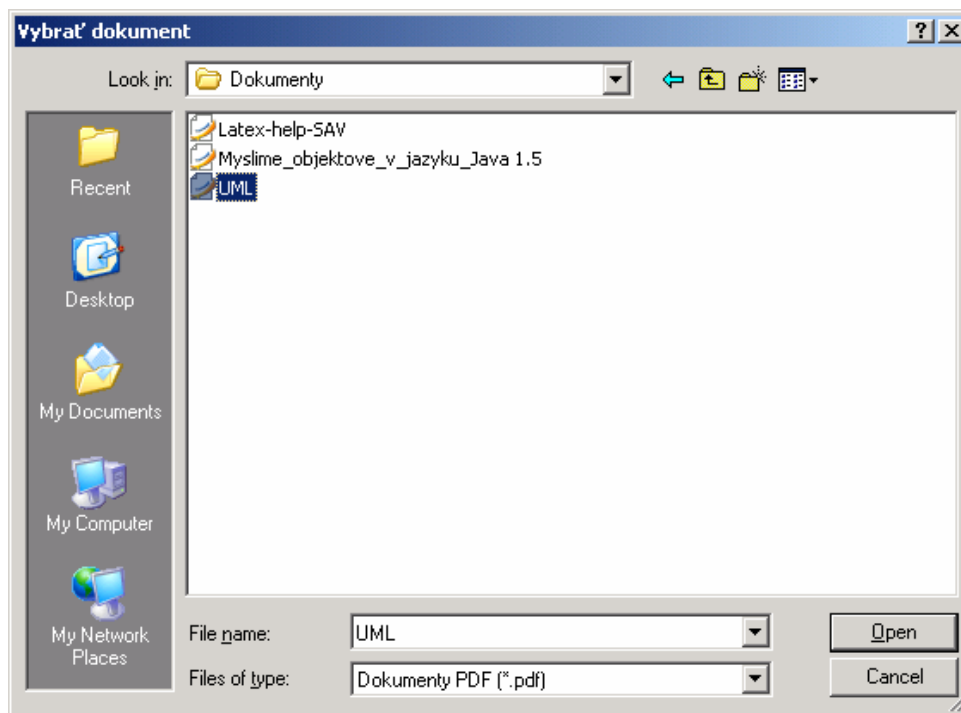 Vybrať dokument
Look in: Dokumenty
Latex-help-SAV
Myslime_objektove_v_jazyku_Java 1.5
UML
Recent
Desktop
My Documents
My Computer
My Network
Places
File name: UML Open
Files of type: Dokumenty PDF (*.pdf) Cancel